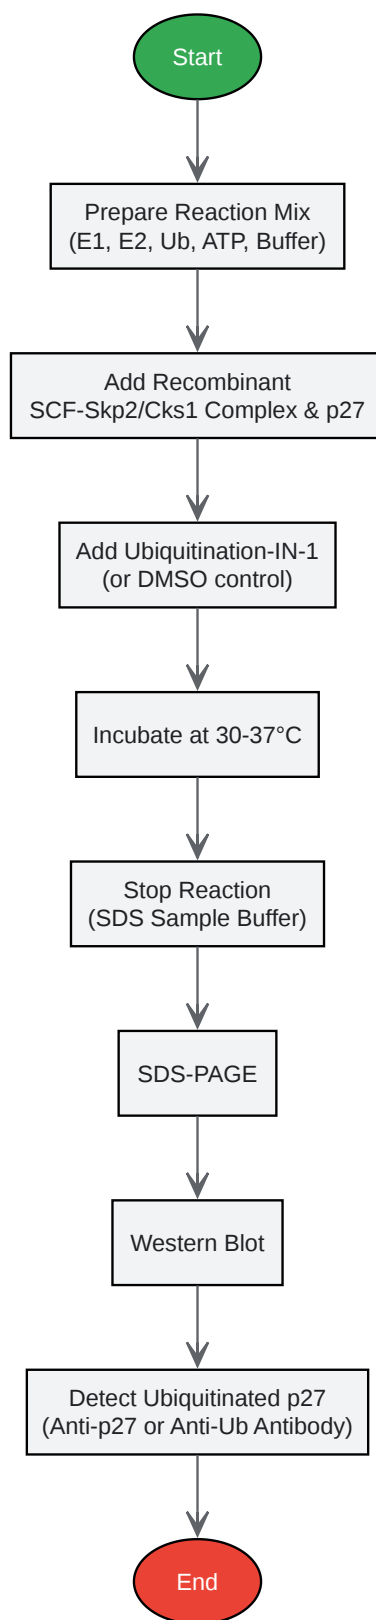 Start
Prepare Reaction Mix
(E1, E2, Ub, ATP, Buffer)
Add Recombinant
SCF-Skp2/Cks1 Complex & p27
Add Ubiquitination-IN-1
(or DMSO control)
Incubate at 30-37°C
Stop Reaction
(SDS Sample Buffer)
SDS-PAGE
Western Blot
Detect Ubiquitinated p27
(Anti-p27 or Anti-Ub Antibody)
End